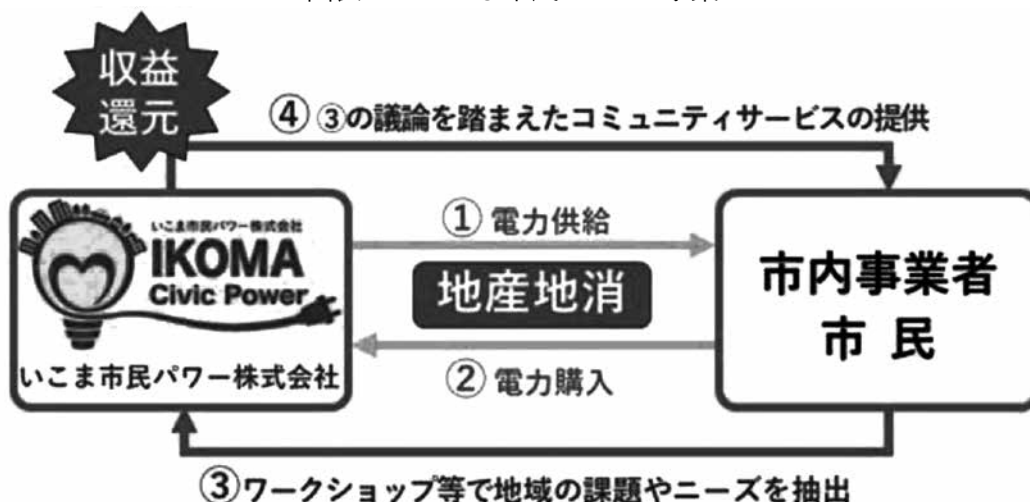 収益
還元
④ ③の議論を踏まえたコミュニティサービスの提供
いこま市民パワー株式会社
IKOMA
Civic Power
いこま市民パワー株式会社
① 電力供給
地産地消
② 電力購入
市内事業者
市 民
③ワークショップ等で地域の課題やニーズを抽出